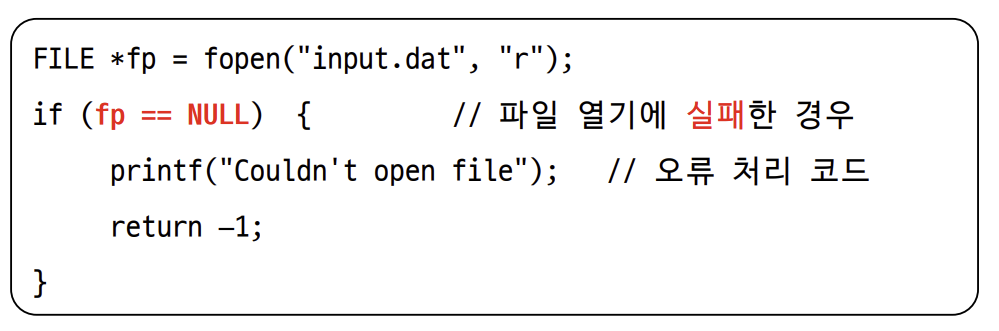 FILE *fp = fopen("input.dat", "r");
if (fp == NULL) { // 파일 열기에 실패한 경우
printf("Couldn't open file"); // 오류 처리 코드
return –1;
}